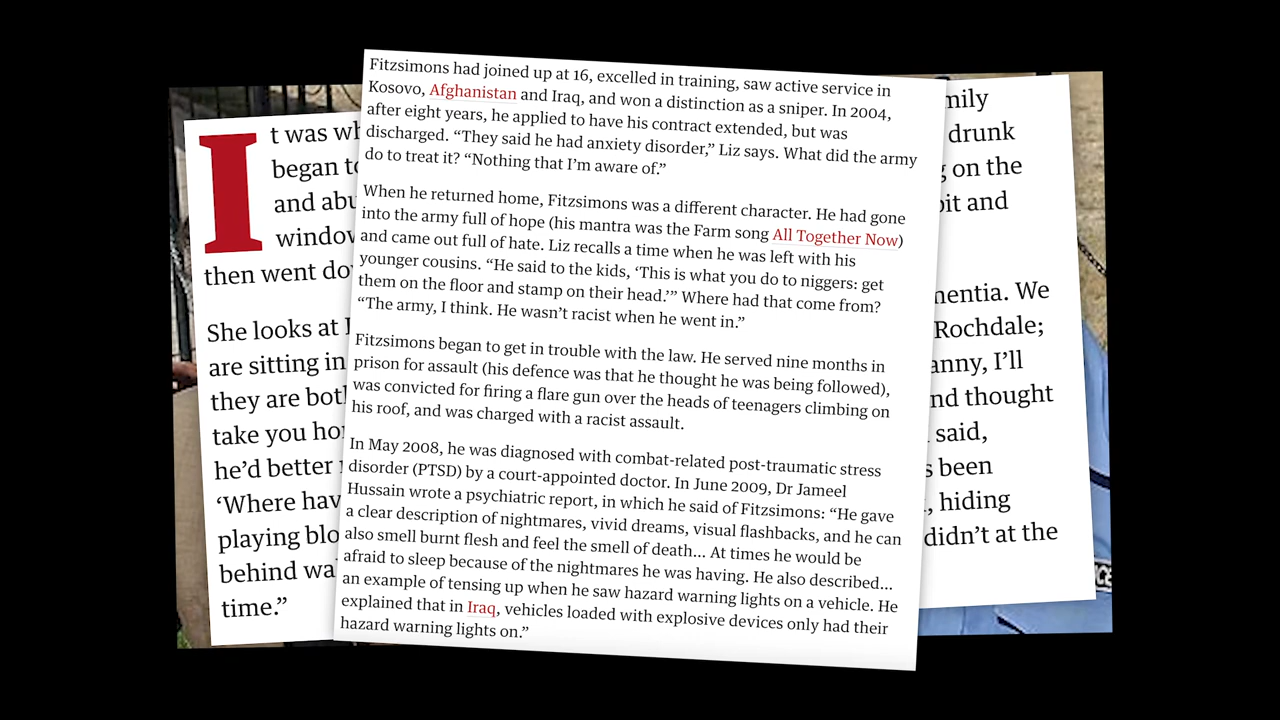 It was wh
began to
and abu
window
then went dov
She looks at
are sitting in
they are both
take you ho
he’d better
‘Where hav
playing blo
behind wa
time.”
Fitzsimons had joined up at 16, excelled in training, saw active service in
Kosovo, Afghanistan and Iraq, and won a distinction as a sniper. In 2004,
after eight years, he applied to have his contract extended, but was
discharged. “They said he had anxiety disorder,” Liz says. What did the army
do to treat it? “Nothing that I’m aware of.”
When he returned home, Fitzsimons was a different character. He had gone
into the army full of hope (his mantra was the Farm song All Together Now)
and came out full of hate. Liz recalls a time when he was left with his
younger cousins. “He said to the kids, ‘This is what you do to niggers: get
them on the floor and stamp on their head.’” Where had that come from?
“The army, I think. He wasn’t racist when he went in.”
Fitzsimons began to get in trouble with the law. He served nine months in
prison for assault (his defence was that he thought he was being followed),
was convicted for firing a flare gun over the heads of teenagers climbing on
his roof, and was charged with a racist assault.
In May 2008, he was diagnosed with combat-related post-traumatic stress
disorder (PTSD) by a court-appointed doctor. In June 2009, Dr Jameel
Hussain wrote a psychiatric report, in which he said of Fitzsimons: “He gave
a clear description of nightmares, vivid dreams, visual flashbacks, and he can
also smell burnt flesh and feel the smell of death... At times he would be
afraid to sleep because of the nightmares he was having. He also described...
an example of tensing up when he saw hazard warning lights on a vehicle. He
explained that in Iraq, vehicles loaded with explosive devices only had their
hazard warning lights on.”
mily
drunk
g on the
bit and
nentia. We
Rochdale;
anny, I’ll
nd thought
said,
s been
, hiding
didn’t at the